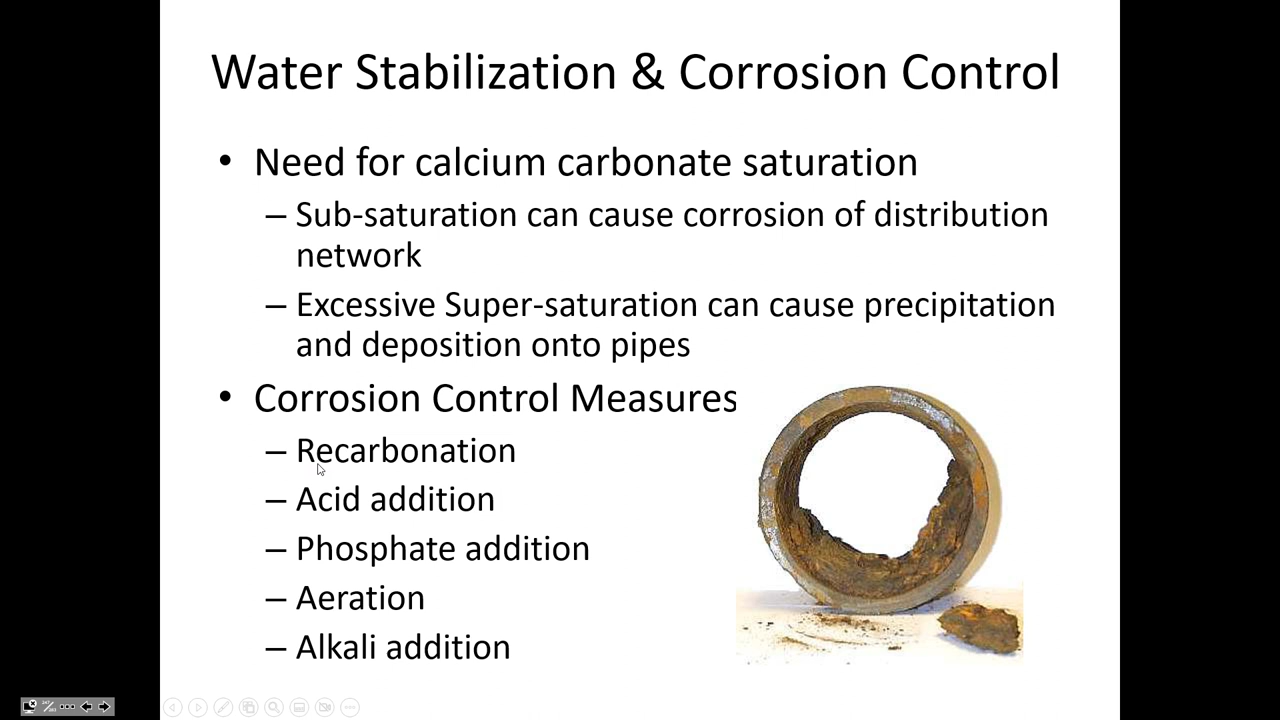 Water Stabilization & Corrosion Control
• Need for calcium carbonate saturation
– Sub-saturation can cause corrosion of distribution
network
– Excessive Super-saturation can cause precipitation
and deposition onto pipes
• Corrosion Control Measures
– Recarbonation
– Acid addition
– Phosphate addition
– Aeration
– Alkali addition